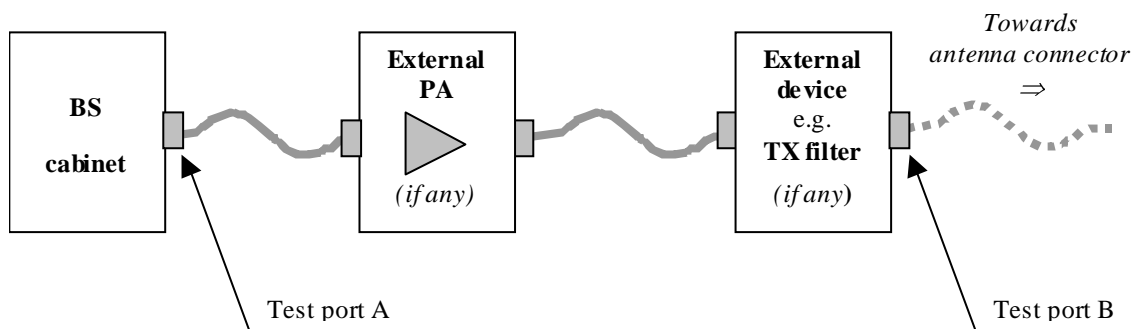 BS
cabinet
External
PA
(if any)
External
device
e.g.
TX filter
(if any)
Towards
antenna connector
⇒
Test port A
Test port B